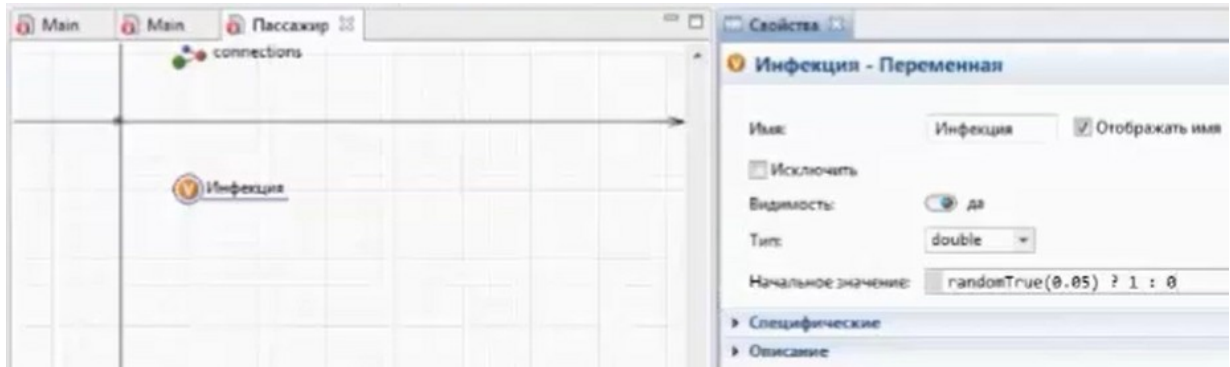 Main
Main
Пассажир
connections
Инфекция
Свойства
Инфекция - Переменная
Имя: Инфекция Отображать имя
Исключить
Видимость: да
Тип: double
Начальное значение: randomTrue(0.05) ? 1 : 0
Специфические
Описание